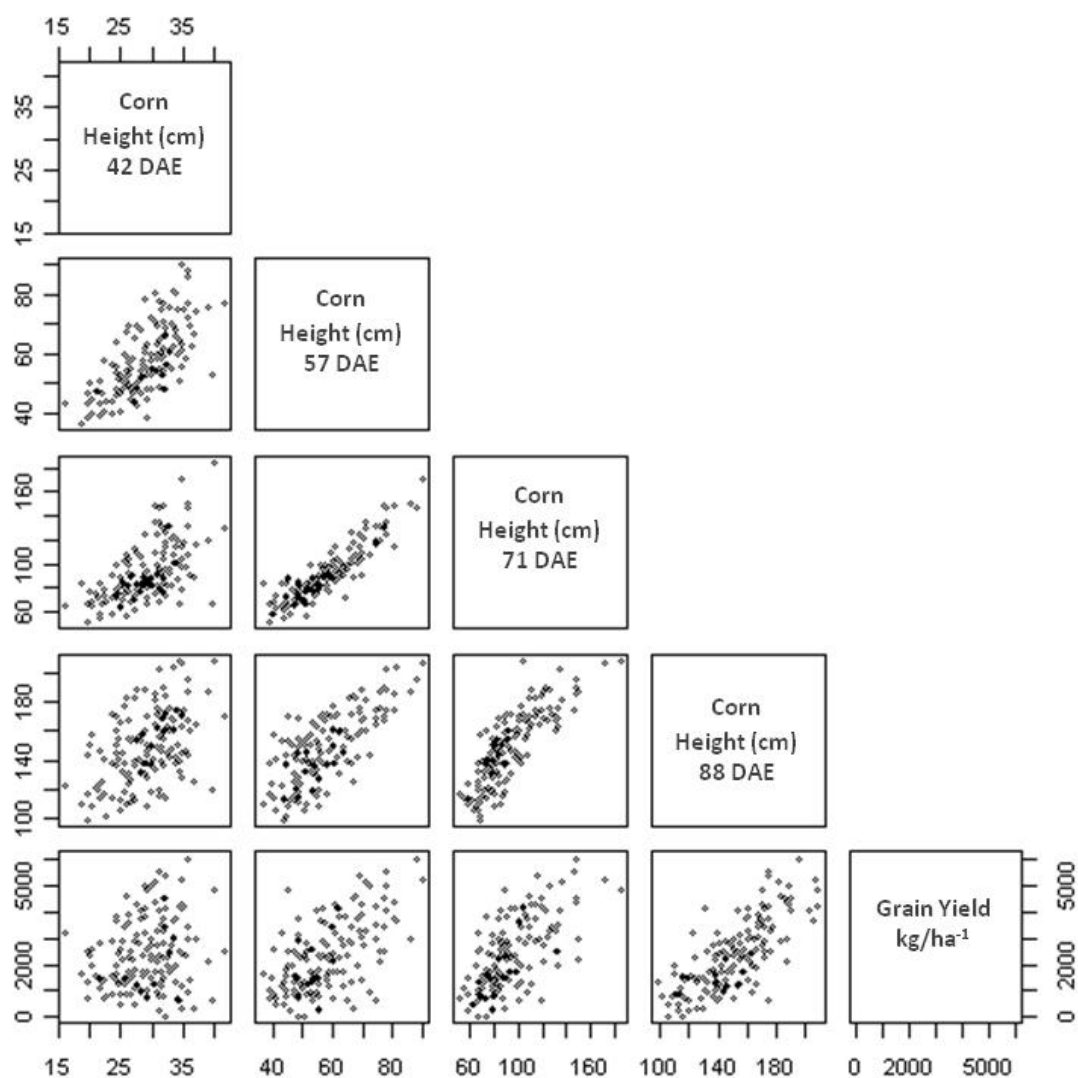 15 25 35
Corn
Height (cm)
42 DAE
35
25
15
Corn
Height (cm)
57 DAE
80
60
40
Corn
Height (cm)
71 DAE
160
100
60
Corn
Height (cm)
88 DAE
180
140
100
Grain Yield
kg/ha⁻¹
5000
2000
0
5000
2000
0
15 25 35 40 60 80 60 100 160 100 140 180 0 2000 5000